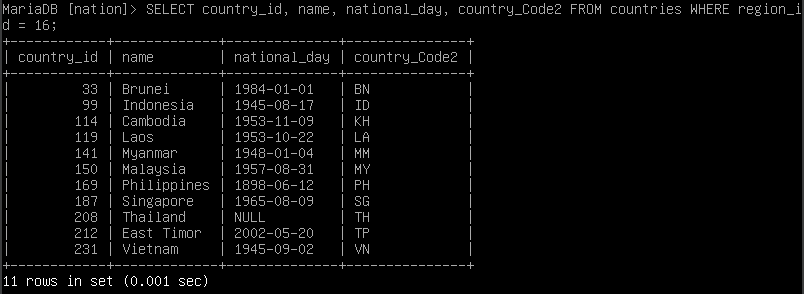 MariaDB [nation]> SELECT country_id, name, national_day, country_Code2 FROM countries WHERE region_i
d = 16;
+------------+-------------+--------------+---------------+
| country_id | name        | national_day | country_Code2 |
+------------+-------------+--------------+---------------+
|         33 | Brunei      | 1984-01-01   | BN            |
|         99 | Indonesia   | 1945-08-17   | ID            |
|        114 | Cambodia    | 1953-11-09   | KH            |
|        119 | Laos        | 1953-10-22   | LA            |
|        141 | Myanmar     | 1948-01-04   | MM            |
|        150 | Malaysia    | 1957-08-31   | MY            |
|        169 | Philippines | 1898-06-12   | PH            |
|        187 | Singapore   | 1965-08-09   | SG            |
|        208 | Thailand    | NULL         | TH            |
|        212 | East Timor  | 2002-05-20   | TP            |
|        231 | Vietnam     | 1945-09-02   | VN            |
+------------+-------------+--------------+---------------+
11 rows in set (0.001 sec)